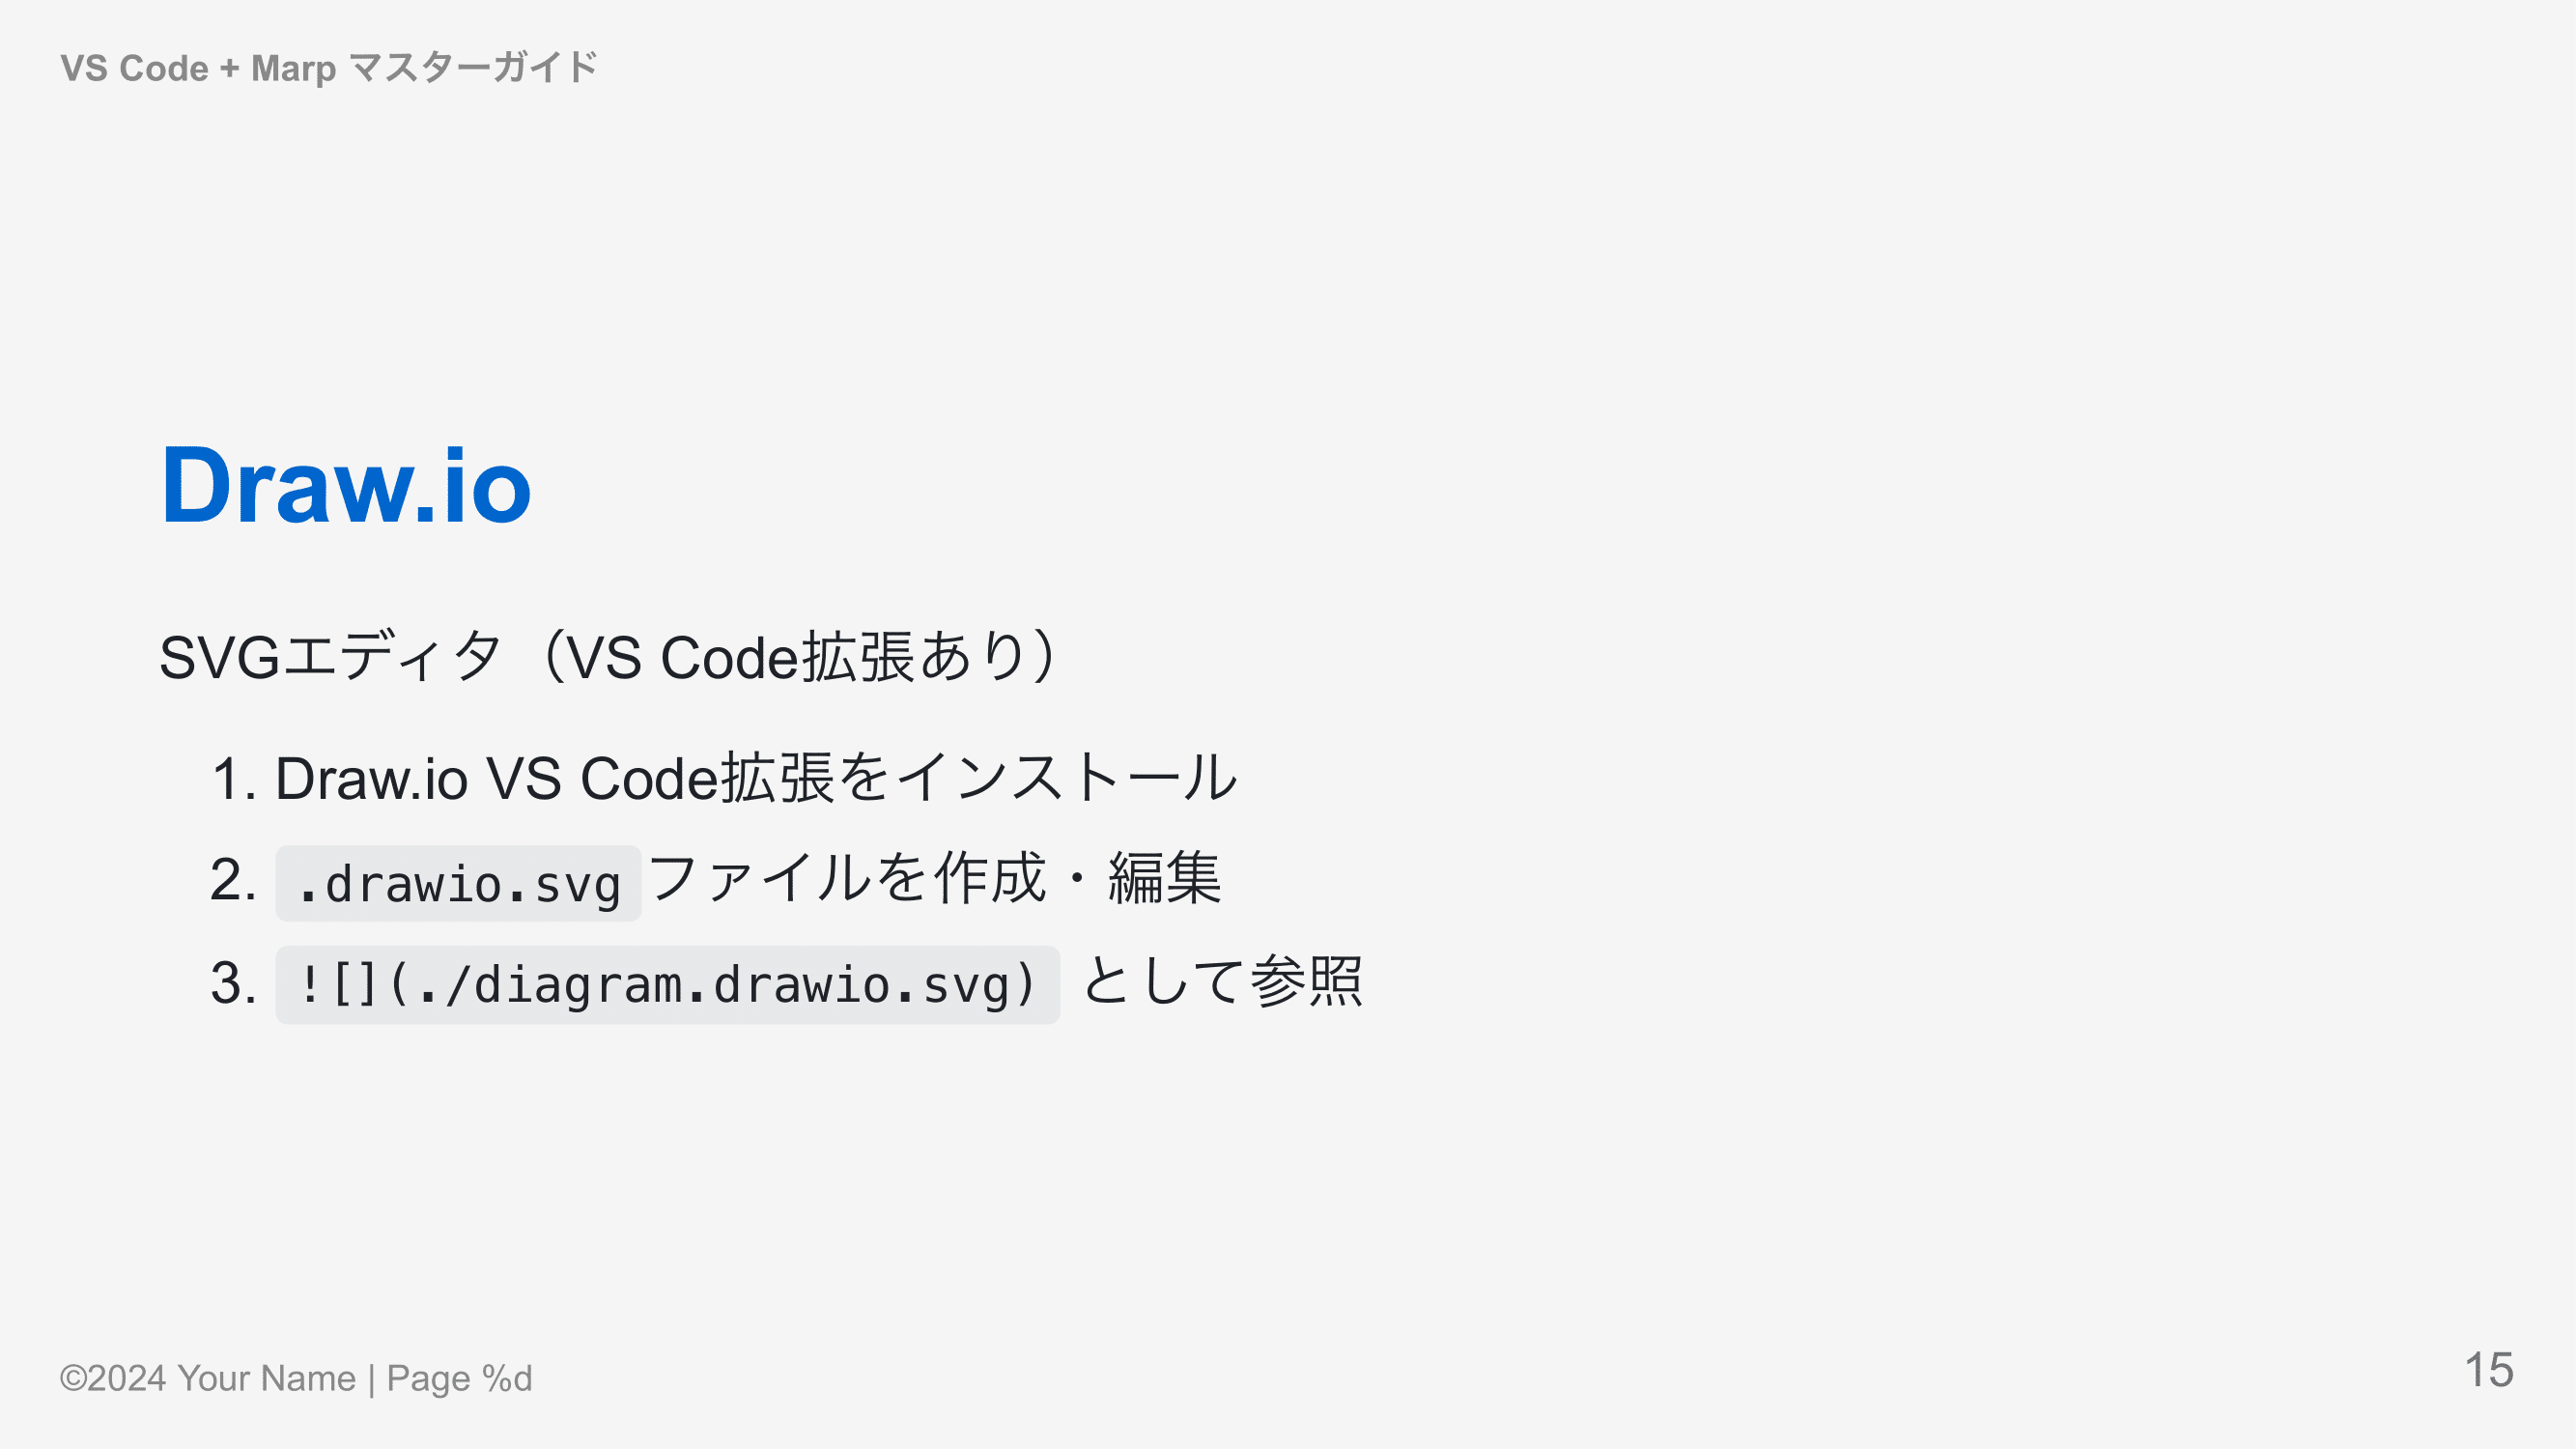 VS Code + Marp マスターガイド
Draw.io
SVGエディタ（VS Code拡張あり）
1. Draw.io VS Code拡張をインストール
2. .drawio.svg ファイルを作成・編集
3. ![](./diagram.drawio.svg) として参照
©2024 Your Name | Page %d
15